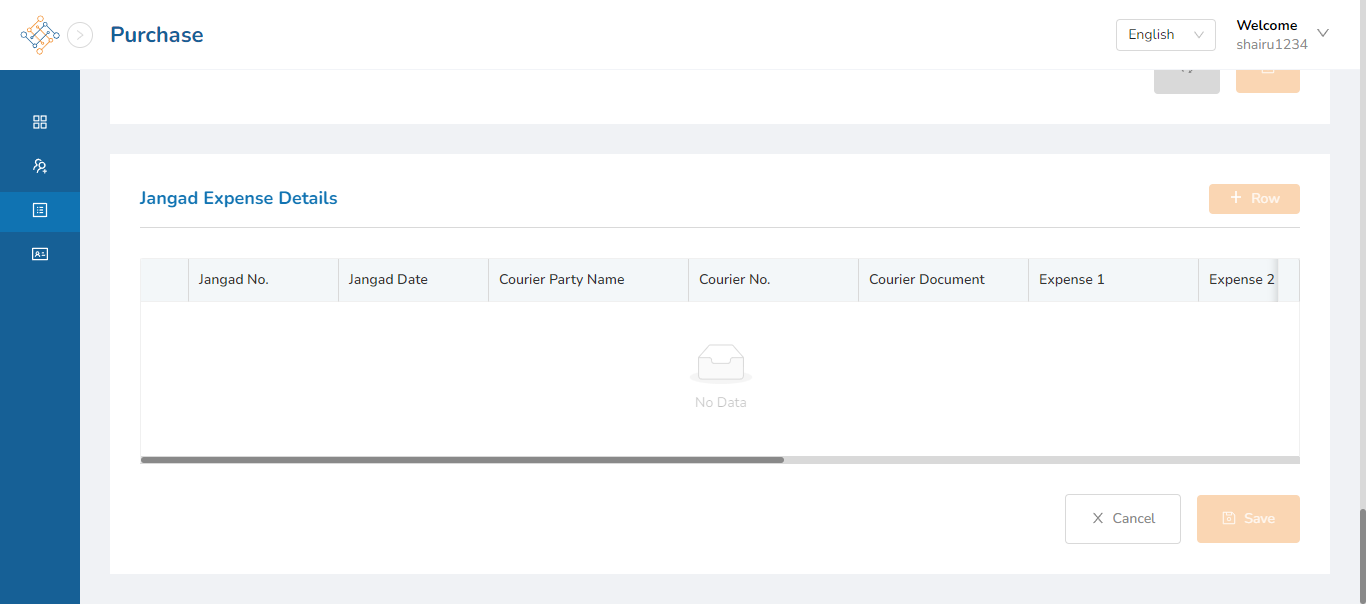 Purchase
English
Welcome
shairu1234
Jangad Expense Details
+ Row
Jangad No. Jangad Date Courier Party Name Courier No. Courier Document Expense 1 Expense 2
No Data
Cancel
Save